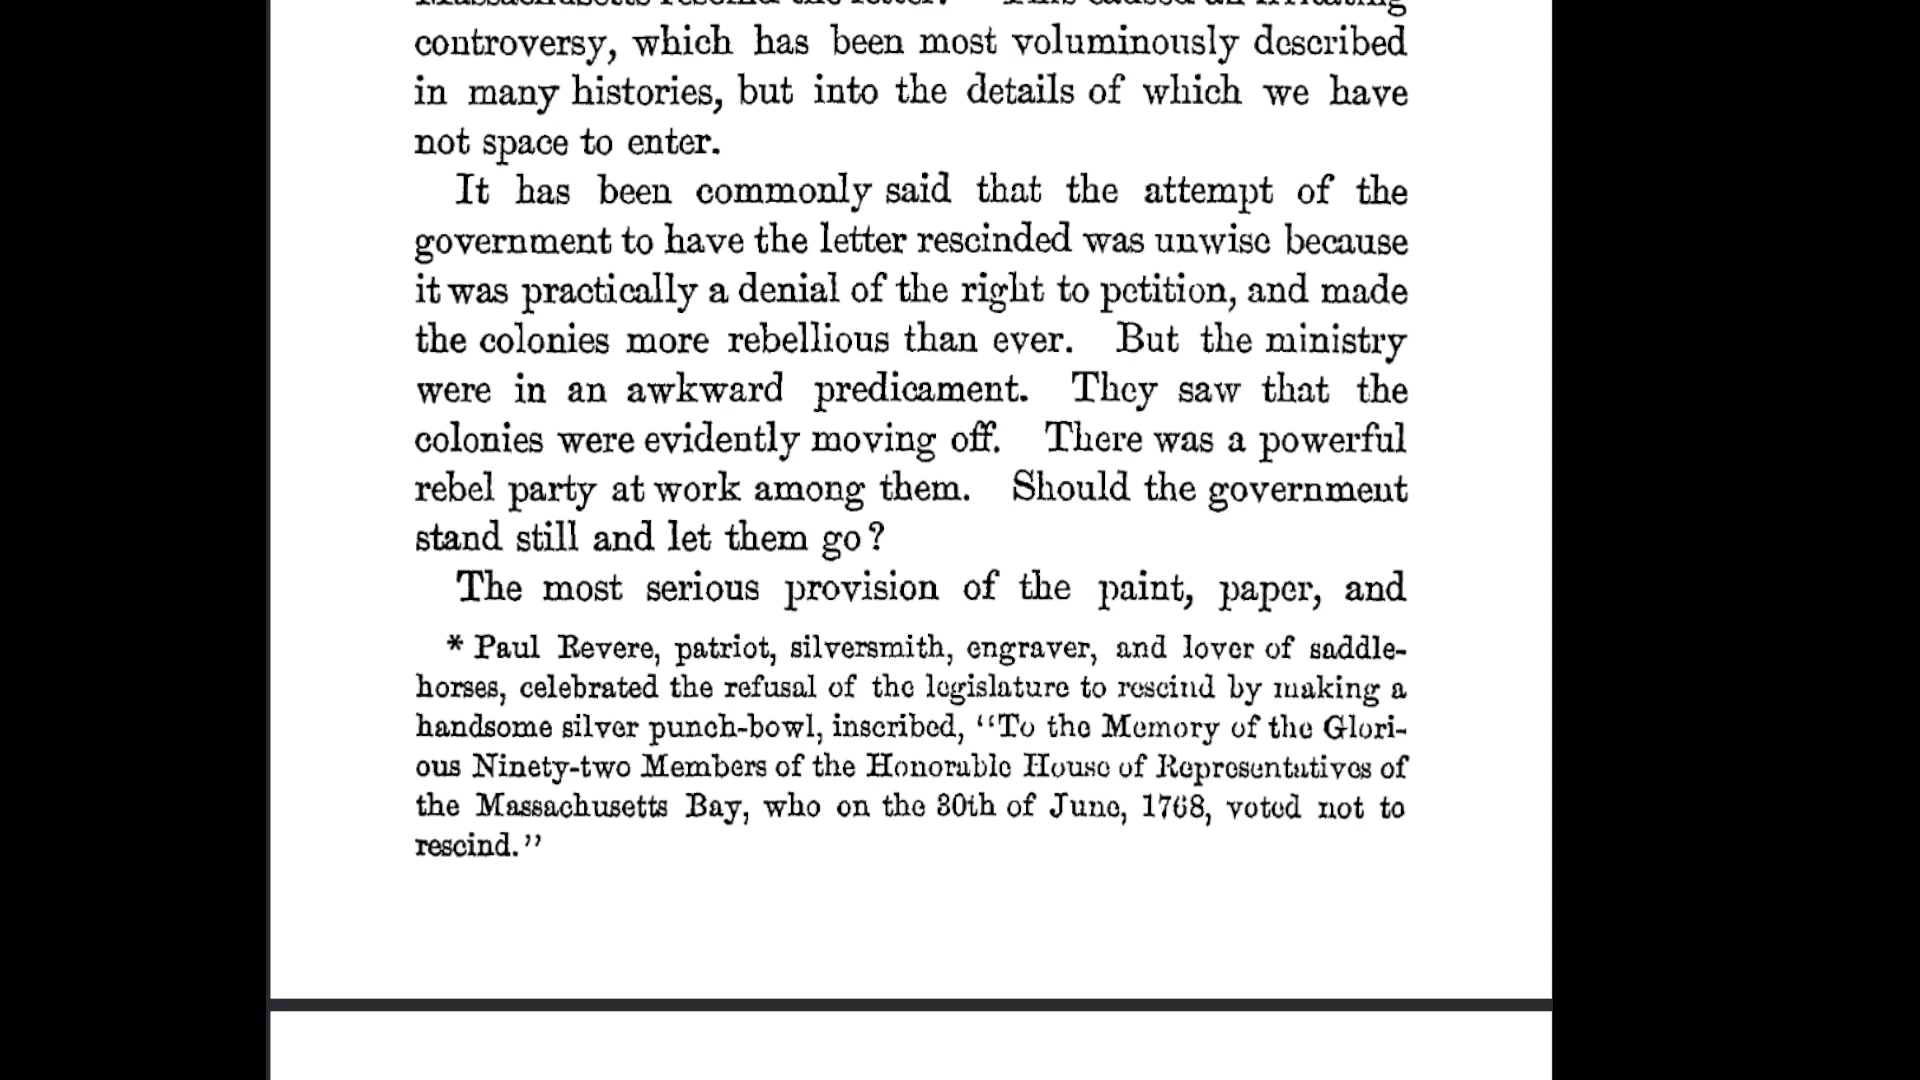 Massachusetts rescind the letter.* This caused an irritating
controversy, which has been most voluminously described
in many histories, but into the details of which we have
not space to enter.
It has been commonly said that the attempt of the
government to have the letter rescinded was unwise because
it was practically a denial of the right to petition, and made
the colonies more rebellious than ever. But the ministry
were in an awkward predicament. They saw that the
colonies were evidently moving off. There was a powerful
rebel party at work among them. Should the government
stand still and let them go?
The most serious provision of the paint, paper, and
* Paul Revere, patriot, silversmith, engraver, and lover of saddle-
horses, celebrated the refusal of the legislature to rescind by making a
handsome silver punch-bowl, inscribed, "To the Memory of the Glori-
ous Ninety-two Members of the Honorable House of Representatives of
the Massachusetts Bay, who on the 30th of June, 1768, voted not to
rescind."